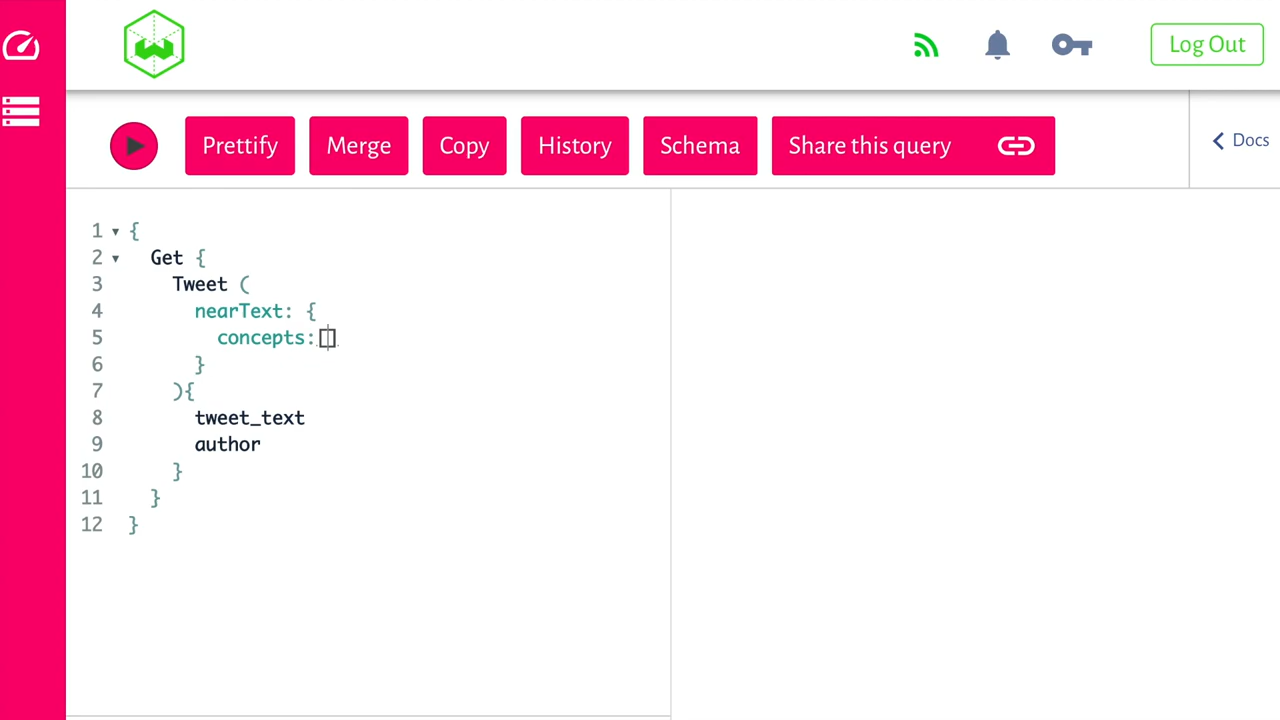 Log Out
Prettify
Merge
Copy
History
Schema
Share this query
Docs
1 {
2 Get {
3 Tweet (
4 nearText: {
5 concepts:[]
6 }
7 ){
8 tweet_text
9 author
10 }
11 }
12 }